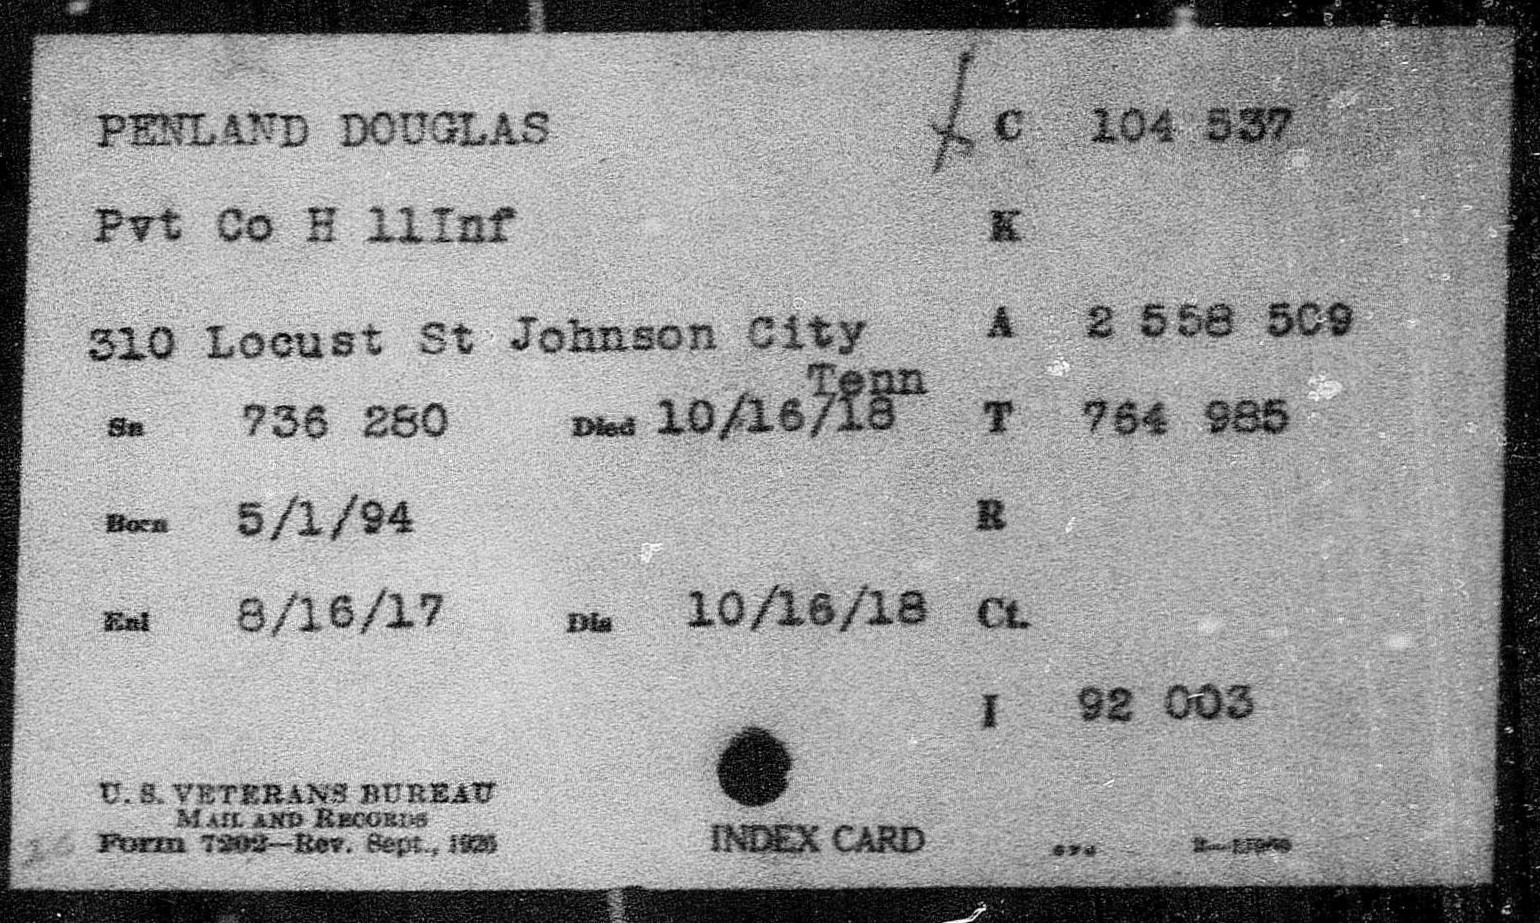 PENLAND DOUGLAS C 104 537
Pvt Co H 11Inf K
310 Locust St Johnson City A 2 558 509
Tenn
Sn 736 280 Died 10/16/18 T 764 985
Born 5/1/94 R
Enl 8/16/17 Dis 10/16/18 Ct.
I 92 003
U. S. VETERANS BUREAU
MAIL AND RECORDS
Form 7202—Rev. Sept., 1926 INDEX CARD